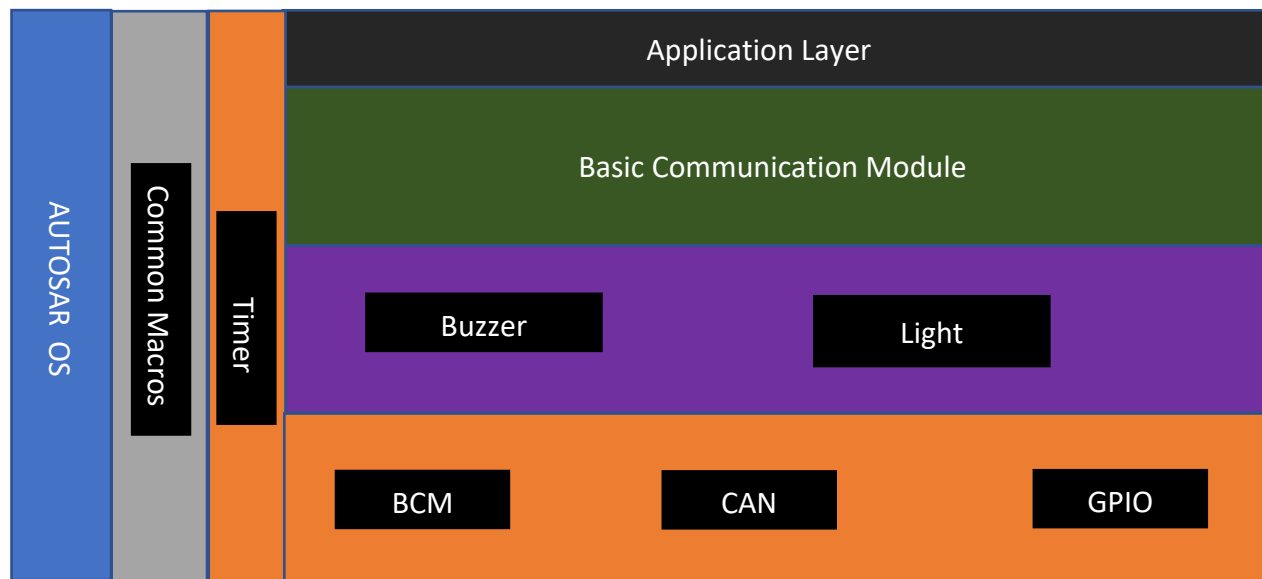 Application Layer
Basic Communication Module
AUTOSAR OS
Common Macros
Timer
Buzzer
Light
BCM
CAN
GPIO